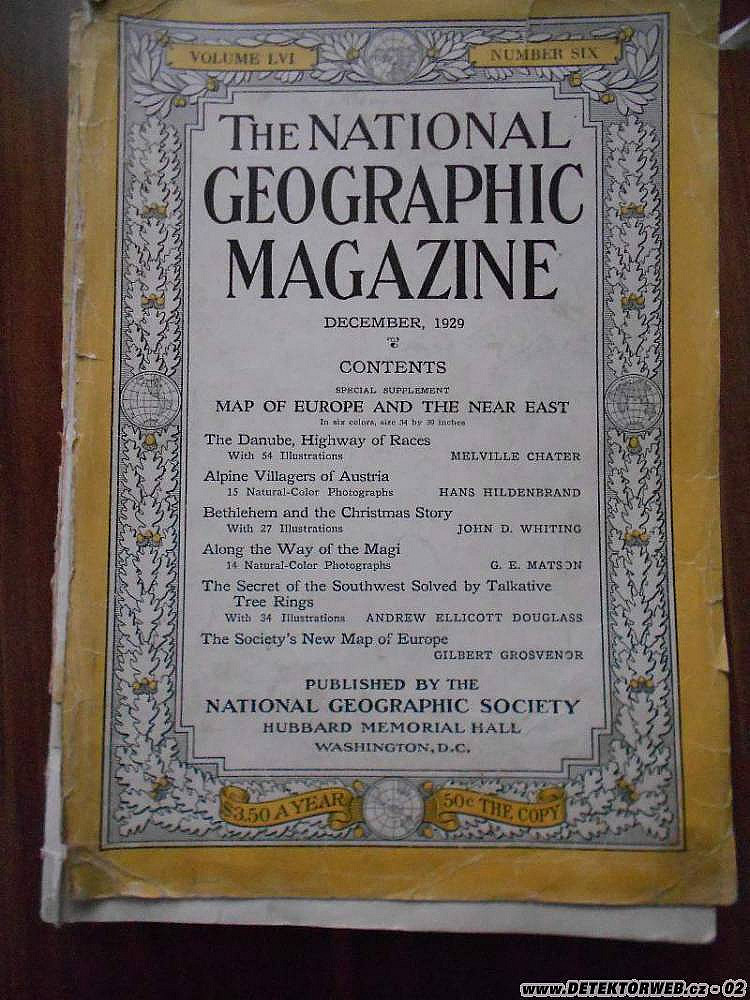 VOLUME LVI
NUMBER SIX
THE NATIONAL
GEOGRAPHIC
MAGAZINE
DECEMBER, 1929
CONTENTS
SPECIAL SUPPLEMENT
MAP OF EUROPE AND THE NEAR EAST
In six colors, size 34 by 39 inches
The Danube, Highway of Races
With 54 Illustrations MELVILLE CHATER
Alpine Villagers of Austria
15 Natural-Color Photographs HANS HILDENBRAND
Bethlehem and the Christmas Story
With 27 Illustrations JOHN D. WHITING
Along the Way of the Magi
14 Natural-Color Photographs G. E. MATSON
The Secret of the Southwest Solved by Talkative
Tree Rings
With 34 Illustrations ANDREW ELLICOTT DOUGLASS
The Society's New Map of Europe
GILBERT GROSVENOR
PUBLISHED BY THE
NATIONAL GEOGRAPHIC SOCIETY
HUBBARD MEMORIAL HALL
WASHINGTON, D.C.
$3.50 A YEAR
50¢ THE COPY
www.DETEKTORWEB.cz - 02